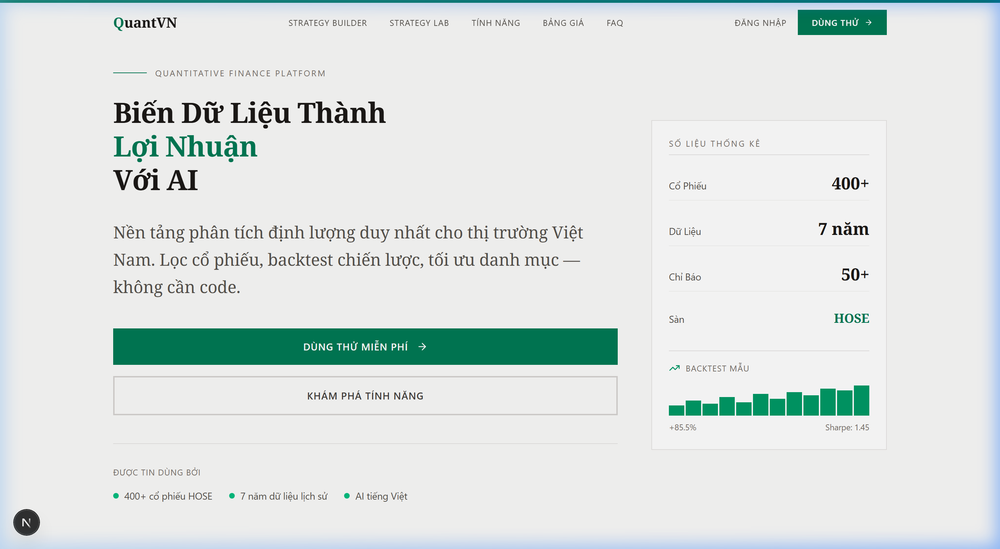 QuantVN
STRATEGY BUILDER
STRATEGY LAB
TÍNH NĂNG
BẢNG GIÁ
FAQ
ĐĂNG NHẬP
DÙNG THỬ →
QUANTITATIVE FINANCE PLATFORM
Biến Dữ Liệu Thành
Lợi Nhuận
Với AI
Nền tảng phân tích định lượng duy nhất cho thị trường Việt
Nam. Lọc cổ phiếu, backtest chiến lược, tối ưu danh mục —
không cần code.
DÙNG THỬ MIỄN PHÍ →
KHÁM PHÁ TÍNH NĂNG
ĐƯỢC TIN DÙNG BỞI
400+ cổ phiếu HOSE
7 năm dữ liệu lịch sử
AI tiếng Việt
SỐ LIỆU THỐNG KÊ
Cổ Phiếu 400+
Dữ Liệu 7 năm
Chỉ Báo 50+
Sàn HOSE
BACKTEST MẪU
+85.5% Sharpe: 1.45
N